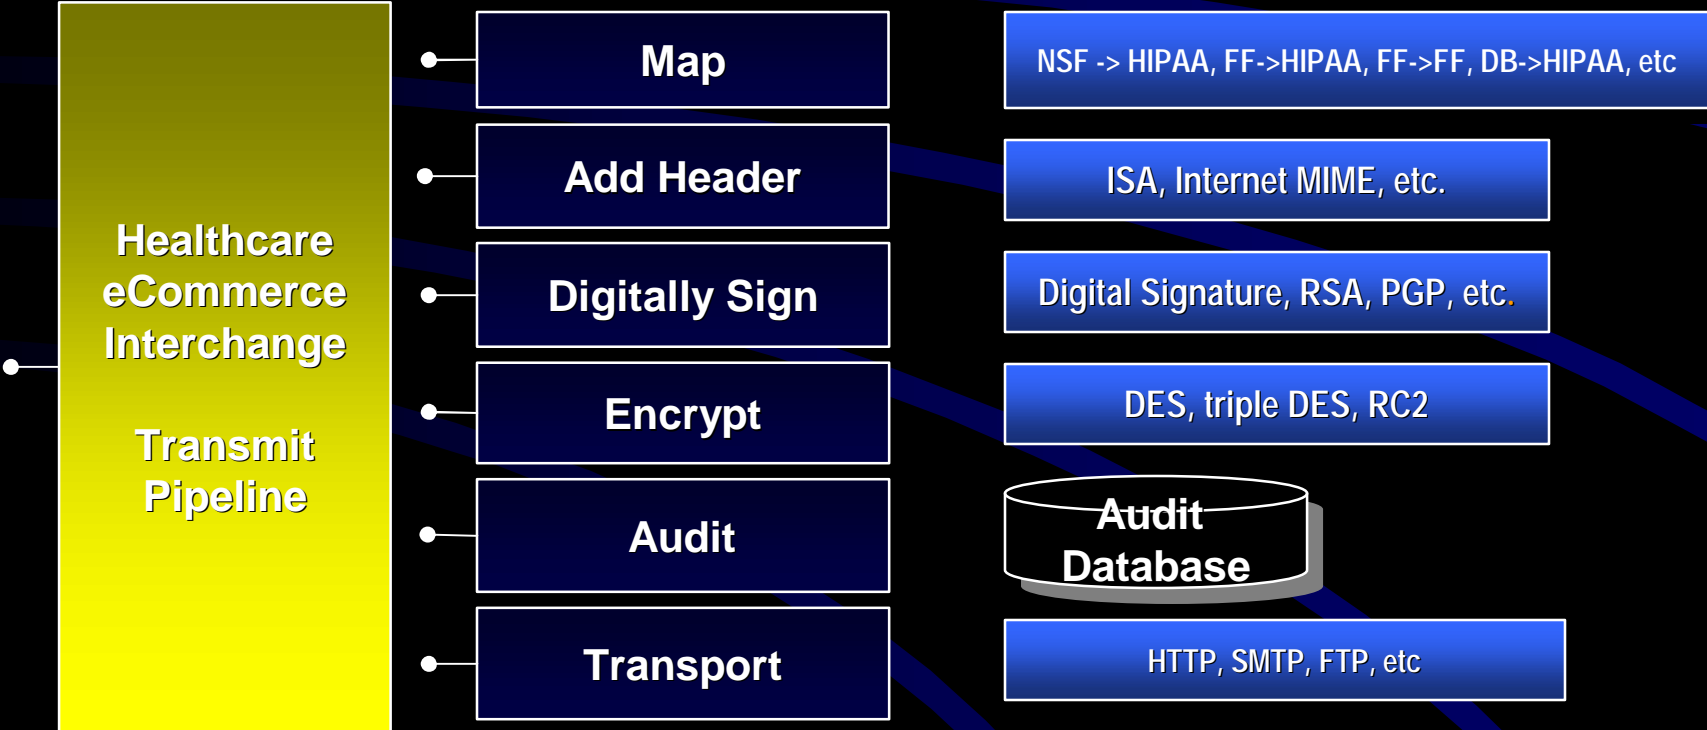 Healthcare
eCommerce
Interchange
Transmit
Pipeline
Map
NSF -> HIPAA, FF->HIPAA, FF->FF, DB->HIPAA, etc
Add Header
ISA, Internet MIME, etc.
Digitally Sign
Digital Signature, RSA, PGP, etc.
Encrypt
DES, triple DES, RC2
Audit
Audit
Database
Transport
HTTP, SMTP, FTP, etc